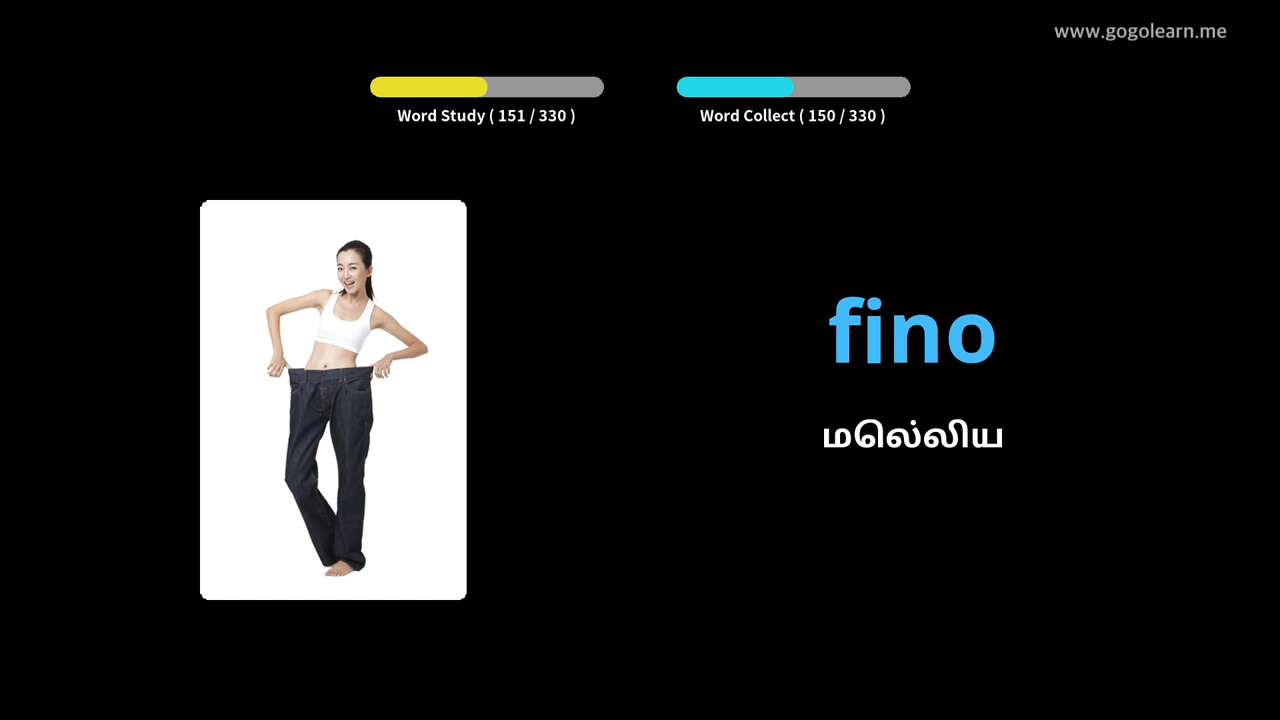 www.gogolearn.me
Word Study ( 151 / 330 )
Word Collect ( 150 / 330 )
fino
மெல்லிய